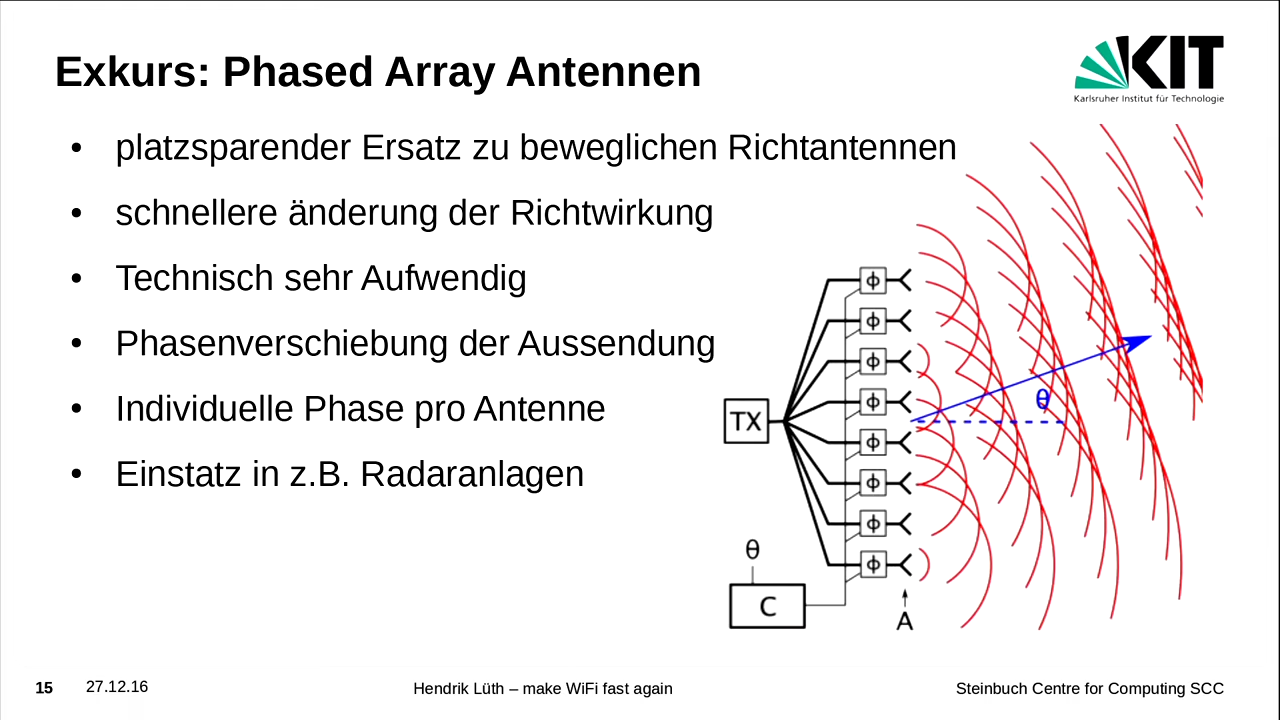 Exkurs: Phased Array Antennen
KIT
Karlsruher Institut für Technologie
• platzsparender Ersatz zu beweglichen Richtantennen
• schnellere änderung der Richtwirkung
• Technisch sehr Aufwendig
• Phasenverschiebung der Aussendung
• Individuelle Phase pro Antenne
• Einstatz in z.B. Radaranlagen
ϕ
ϕ
ϕ
ϕ
ϕ
ϕ
ϕ
ϕ
TX
θ
θ
C
A
15 27.12.16 Hendrik Lüth – make WiFi fast again Steinbuch Centre for Computing SCC